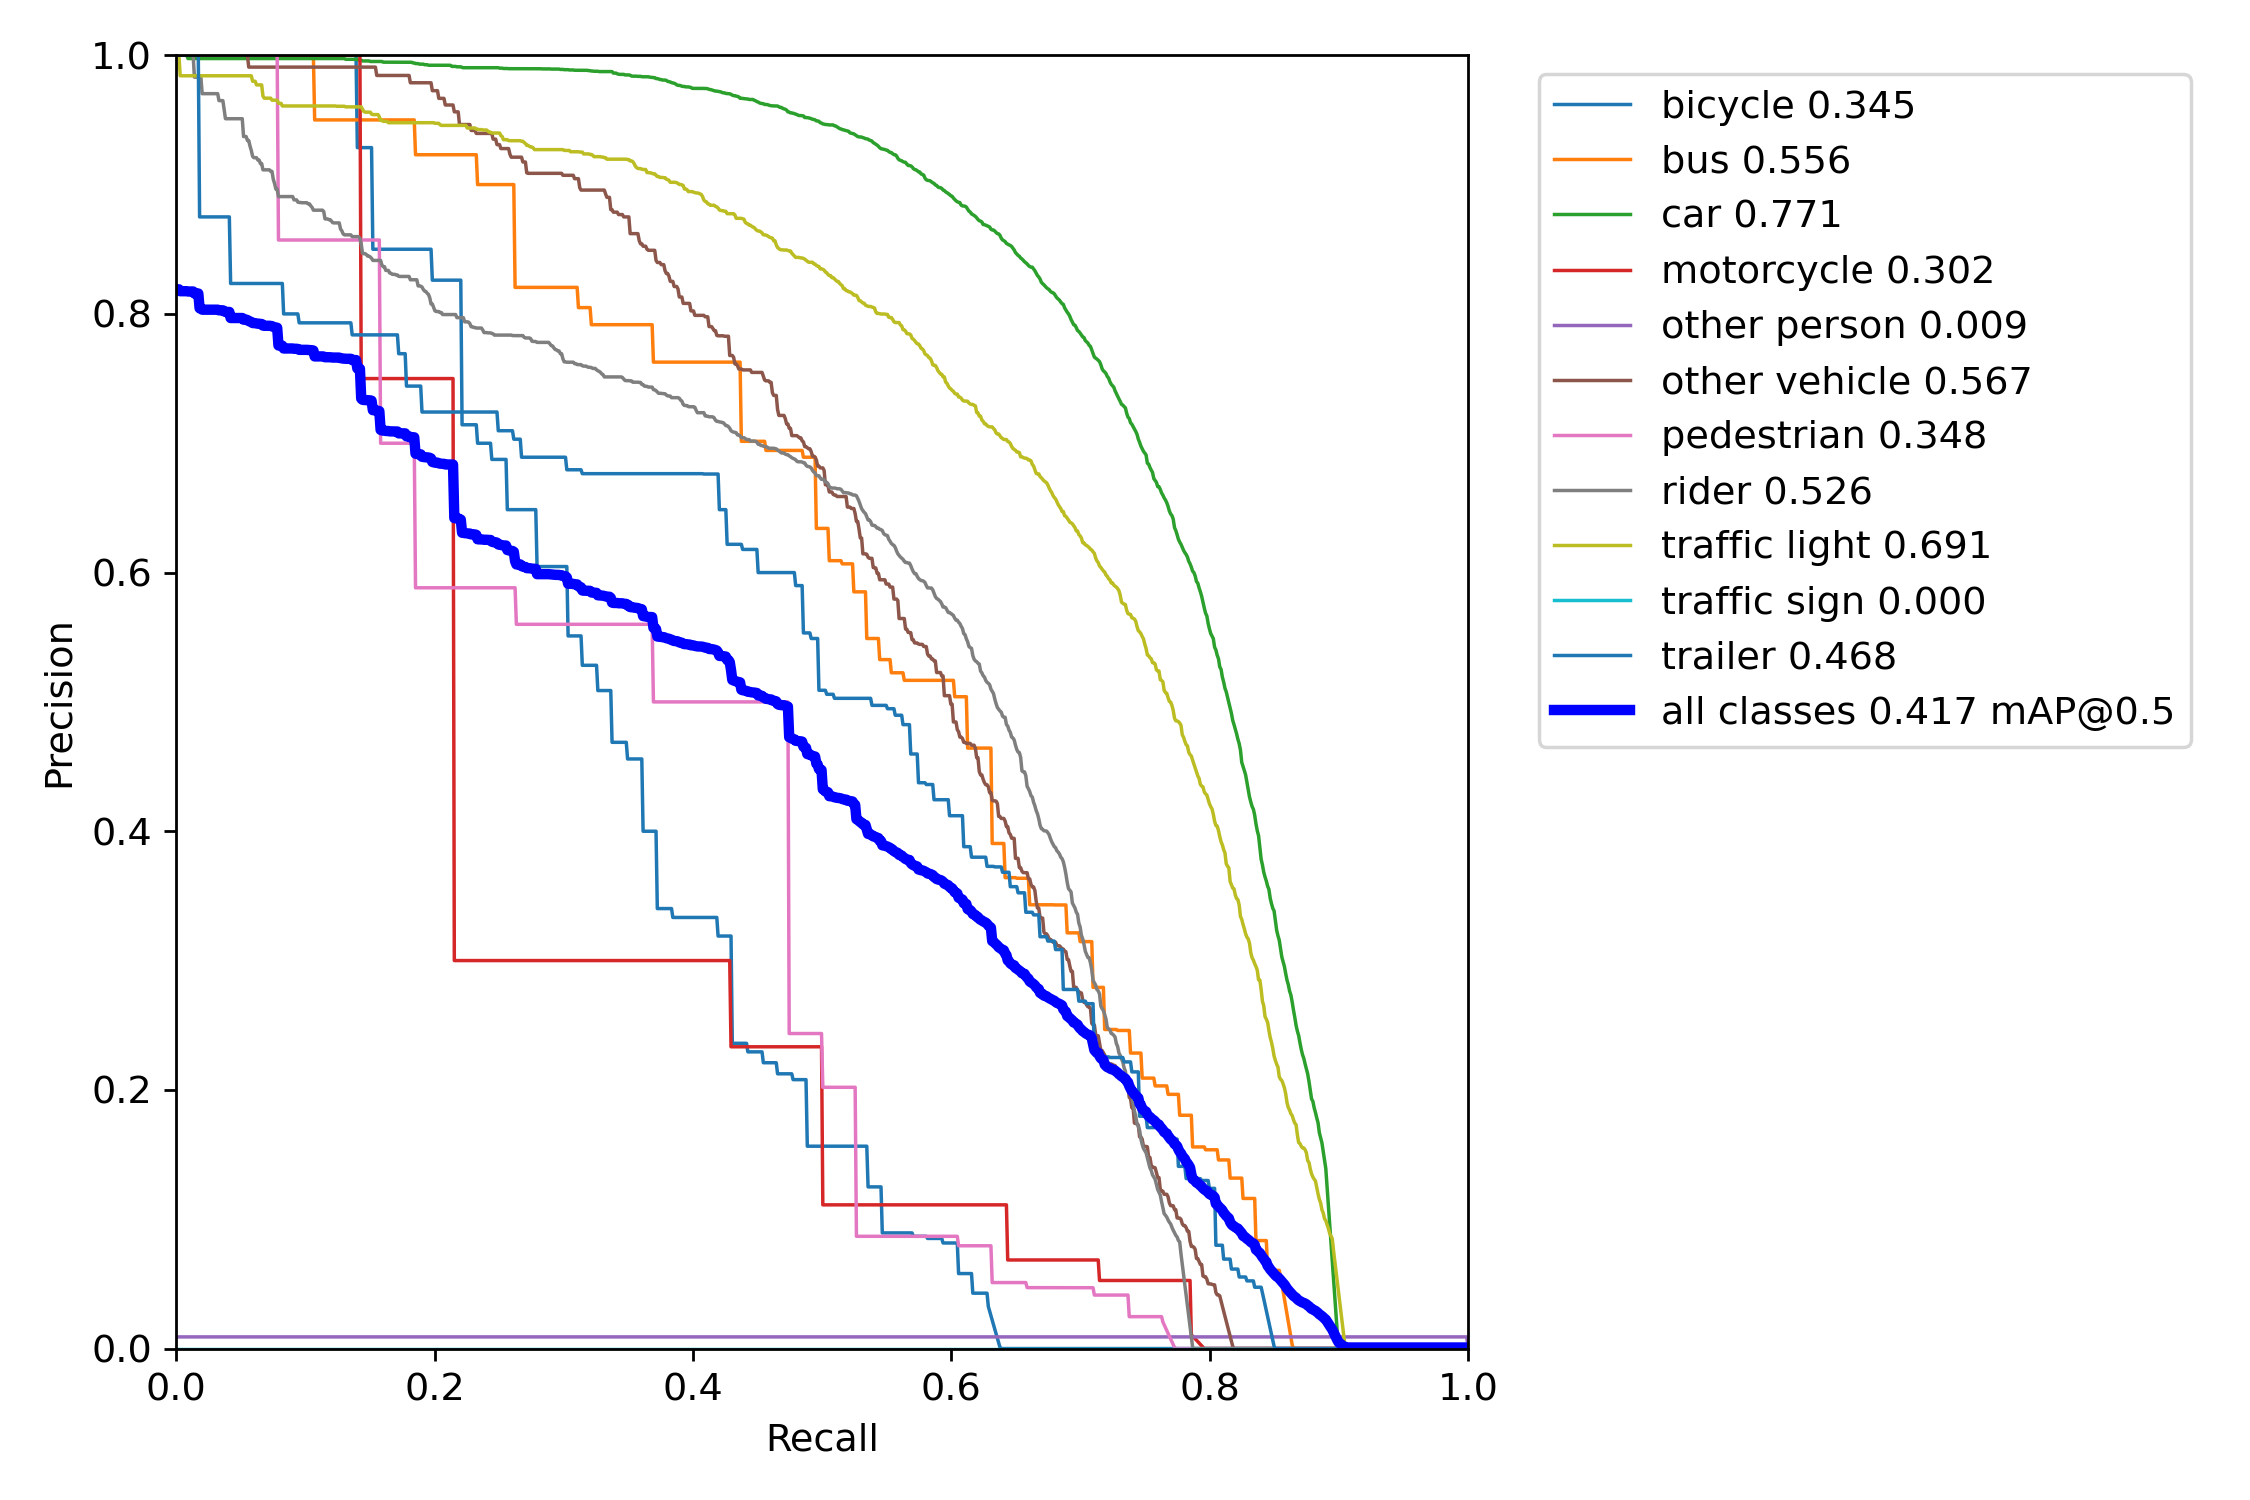 1.0
0.8
0.6
0.4
0.2
0.0
Precision
0.0 0.2 0.4 0.6 0.8 1.0
Recall
bicycle 0.345
bus 0.556
car 0.771
motorcycle 0.302
other person 0.009
other vehicle 0.567
pedestrian 0.348
rider 0.526
traffic light 0.691
traffic sign 0.000
trailer 0.468
all classes 0.417 mAP@0.5